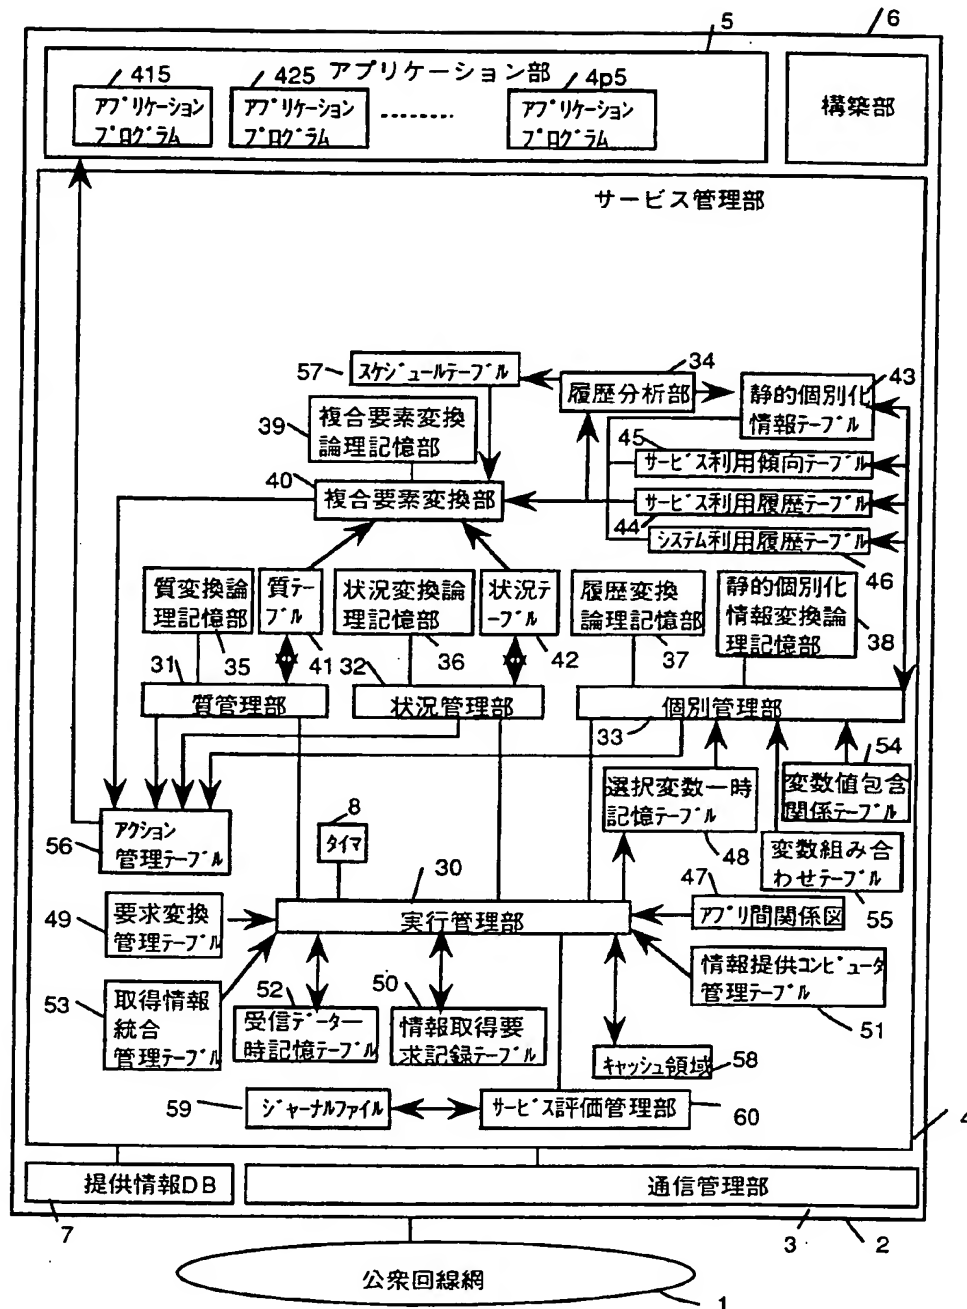 5
6
アプリケーション部
415
425
4p5
アプリケーション
プログラム
アプリケーション
プログラム
.........
アプリケーション
プログラム
構築部
サービス管理部
57
スケジュールテーブル
34
履歴分析部
43
静的個別化
情報テーブル
39
複合要素変換
論理記憶部
45
サービス利用傾向テーブル
40
複合要素変換部
サービス利用履歴テーブル
44
システム利用履歴テーブル
46
質変換論
理記憶部
質テー
ブル
状況変換論
理記憶部
状況テ
ーブル
履歴変換
論理記憶部
静的個別化
情報変換論
理記憶部
35
41
36
42
37
38
31
質管理部
32
状況管理部
個別管理部
33
54
変数値包含
関係テーブル
選択変数一時
記憶テーブル
48
変数組み合
わせテーブル
55
アクション
管理テーブル
56
8
タイマ
30
実行管理部
47
アプリ間関係図
49
要求変換
管理テーブル
情報提供コンピュータ
管理テーブル
51
53
取得情報
統合
管理テーブル
52
受信データ一
時記憶テーブル
50
情報取得要
求記録テーブル
キャッシュ領域
58
59
ジャーナルファイル
サービス評価管理部
60
4
提供情報DB
7
通信管理部
3
2
公衆回線網
1